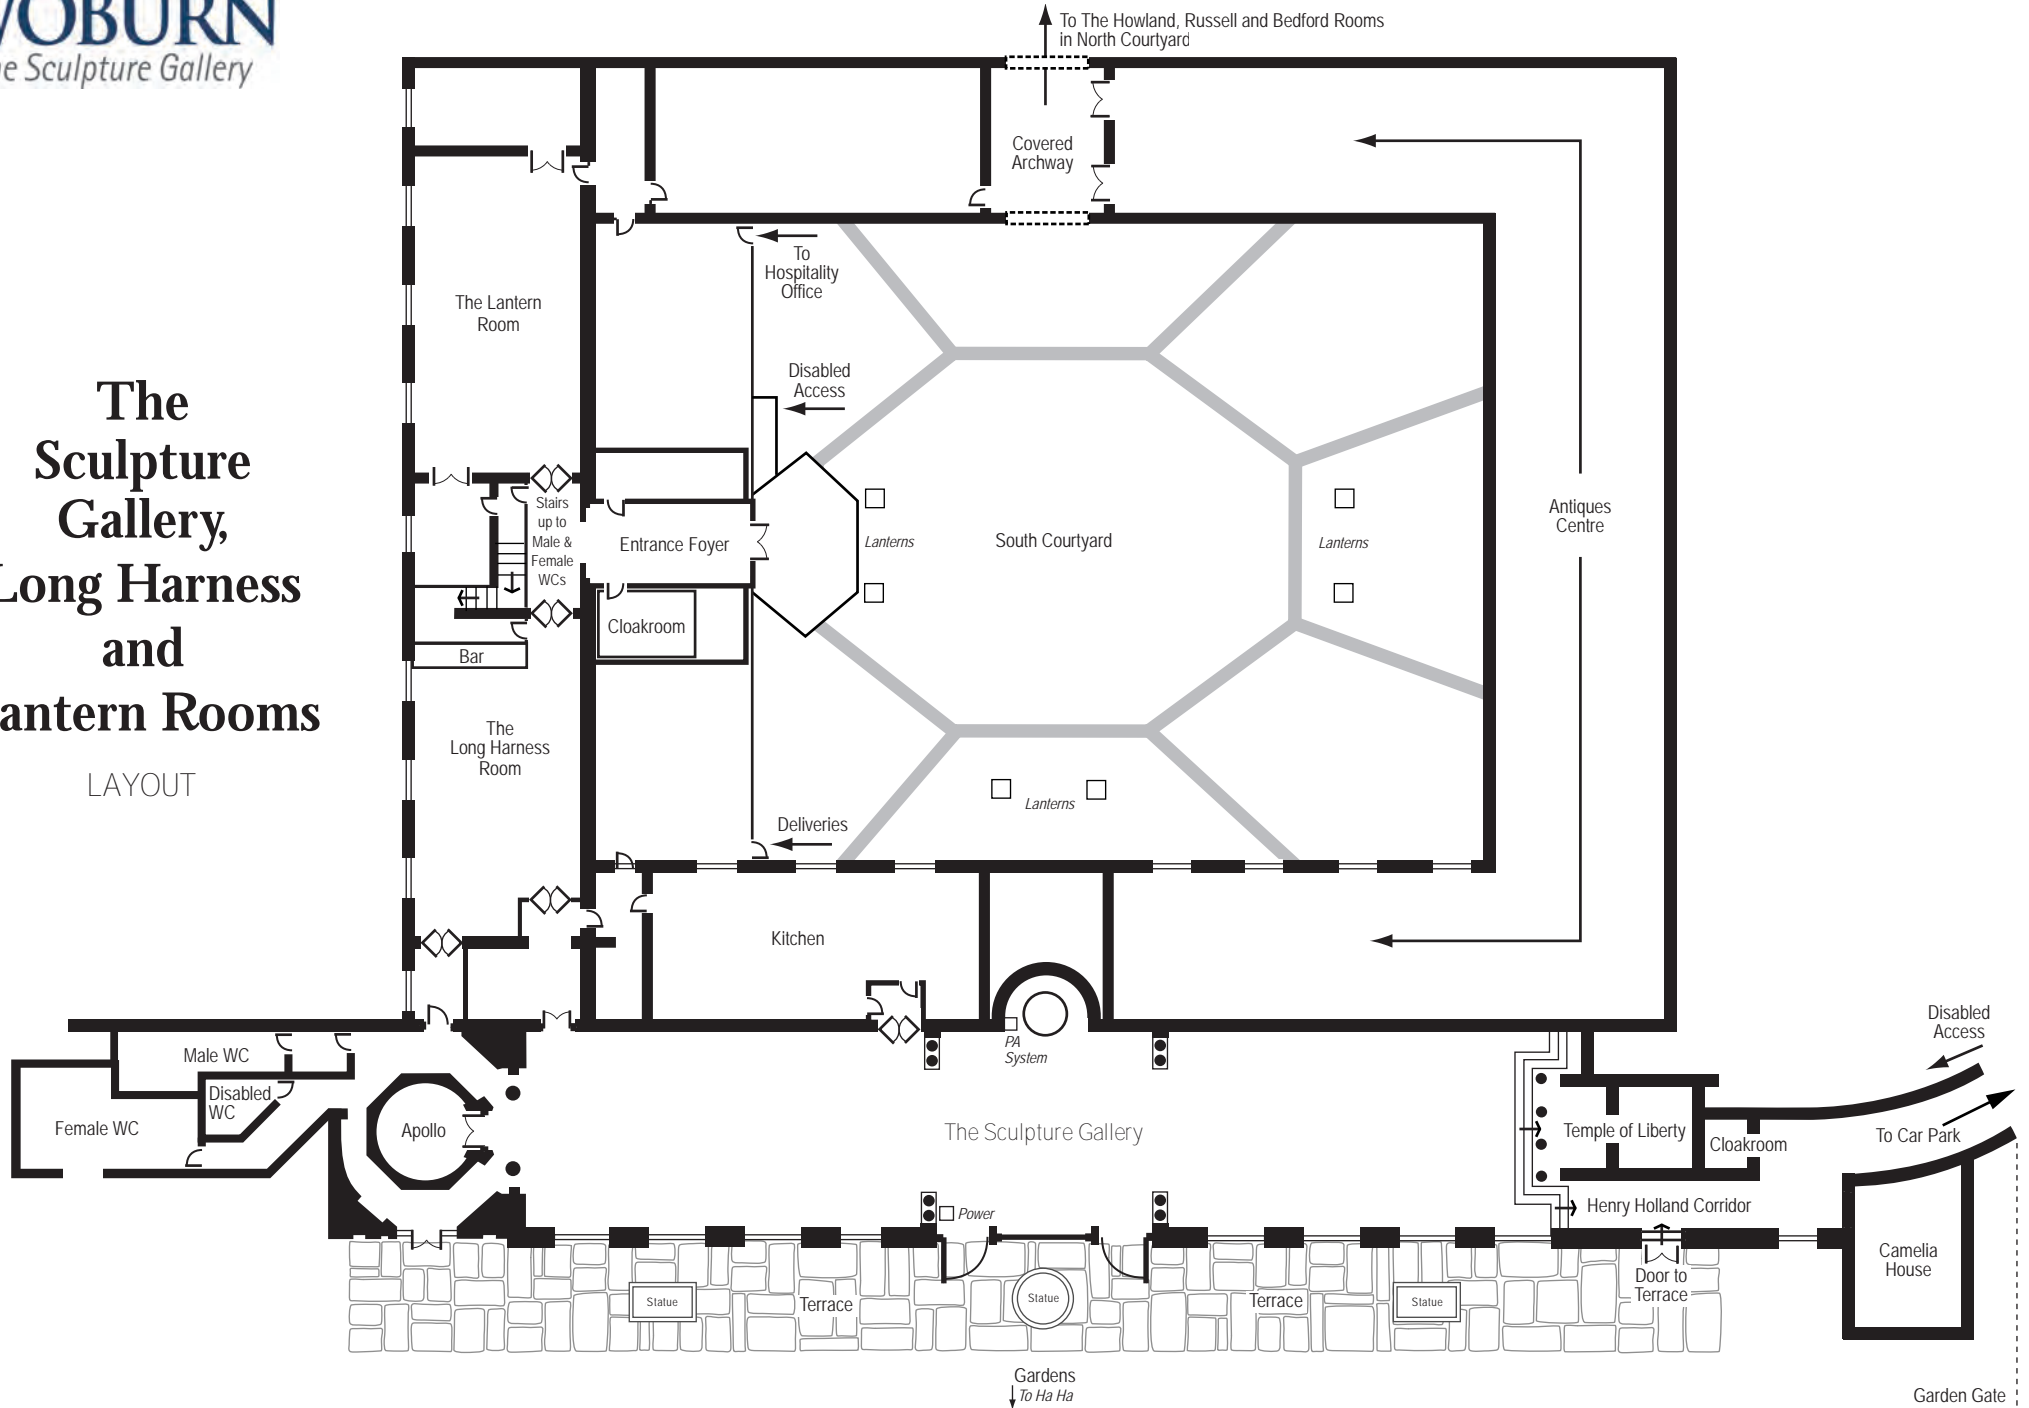 WOBURN
The Sculpture Gallery
The
Sculpture
Gallery,
Long Harness
and
Lantern Rooms
LAYOUT
To The Howland, Russell and Bedford Rooms
in North Courtyard
Covered
Archway
To
Hospitality
Office
The Lantern
Room
Disabled
Access
Stairs
up to
Male &
Female
WCs
Entrance Foyer
Lanterns
South Courtyard
Lanterns
Antiques
Centre
Cloakroom
Bar
The
Long Harness
Room
Lanterns
Deliveries
Kitchen
PA
System
Disabled
Access
Male WC
Disabled
WC
Female WC
Apollo
The Sculpture Gallery
Temple of Liberty
Cloakroom
To Car Park
Power
Henry Holland Corridor
Camelia
House
Door to
Terrace
Statue
Terrace
Statue
Terrace
Statue
Gardens
To Ha Ha
Garden Gate